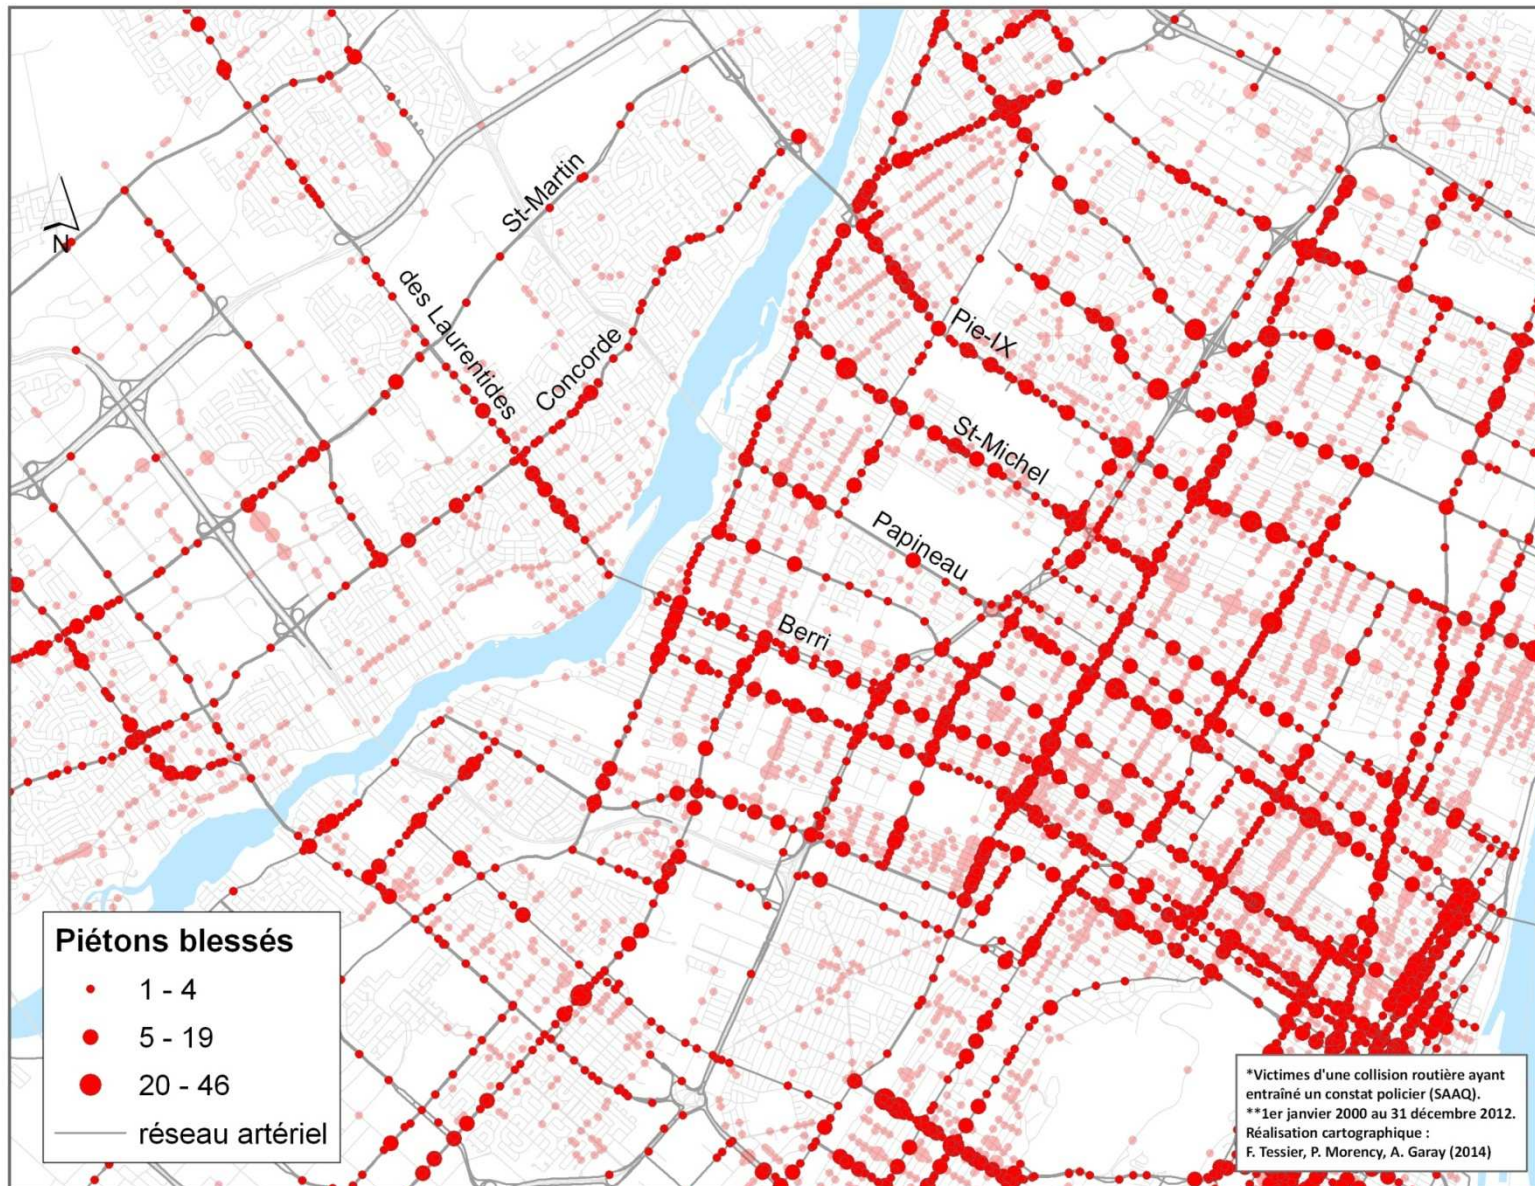 St-Martin
N
des Laurentides
Concorde
Pie-IX
St-Michel
Papineau
Berri
Piétons blessés
1 - 4
5 - 19
20 - 46
réseau artériel
*Victimes d'une collision routière ayant
entraîné un constat policier (SAAQ).
**1er janvier 2000 au 31 décembre 2012.
Réalisation cartographique :
F. Tessier, P. Morency, A. Garay (2014)